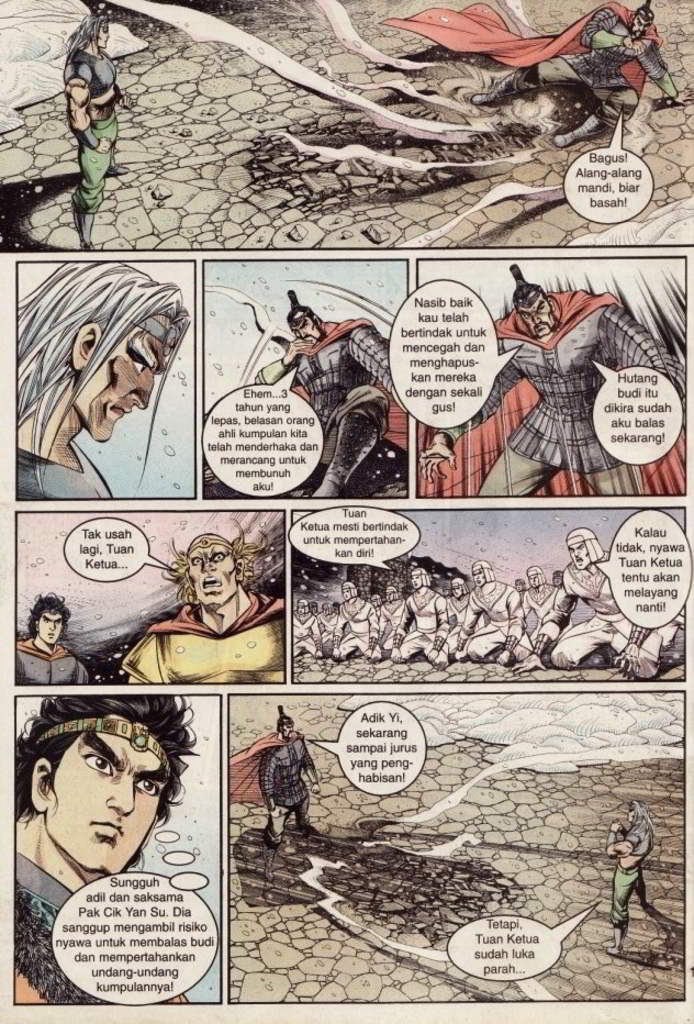 Bagus!
Alang-alang
mandi, biar
basah!
Ehem...3
tahun yang
lepas, belasan orang
ahli kumpulan kita
telah menderhaka dan
merancang untuk
membunuh
aku!
Nasib baik
kau telah
bertindak untuk
mencegah dan
menghapus-
kan mereka
dengan sekali
gus!
Hutang
budi itu
dikira sudah
aku balas
sekarang!
Tak usah
lagi, Tuan
Ketua...
Tuan
Ketua mesti bertindak
untuk mempertahan-
kan diri!
Kalau
tidak, nyawa
Tuan Ketua
tentu akan
melayang
nanti!
Sungguh
adil dan saksama
Pak Cik Yan Su. Dia
sanggup mengambil risiko
nyawa untuk membalas budi
dan mempertahankan
undang-undang
kumpulannya!
Adik Yi,
sekarang
sampai jurus
yang peng-
habisan!
Tetapi,
Tuan Ketua
sudah luka
parah...